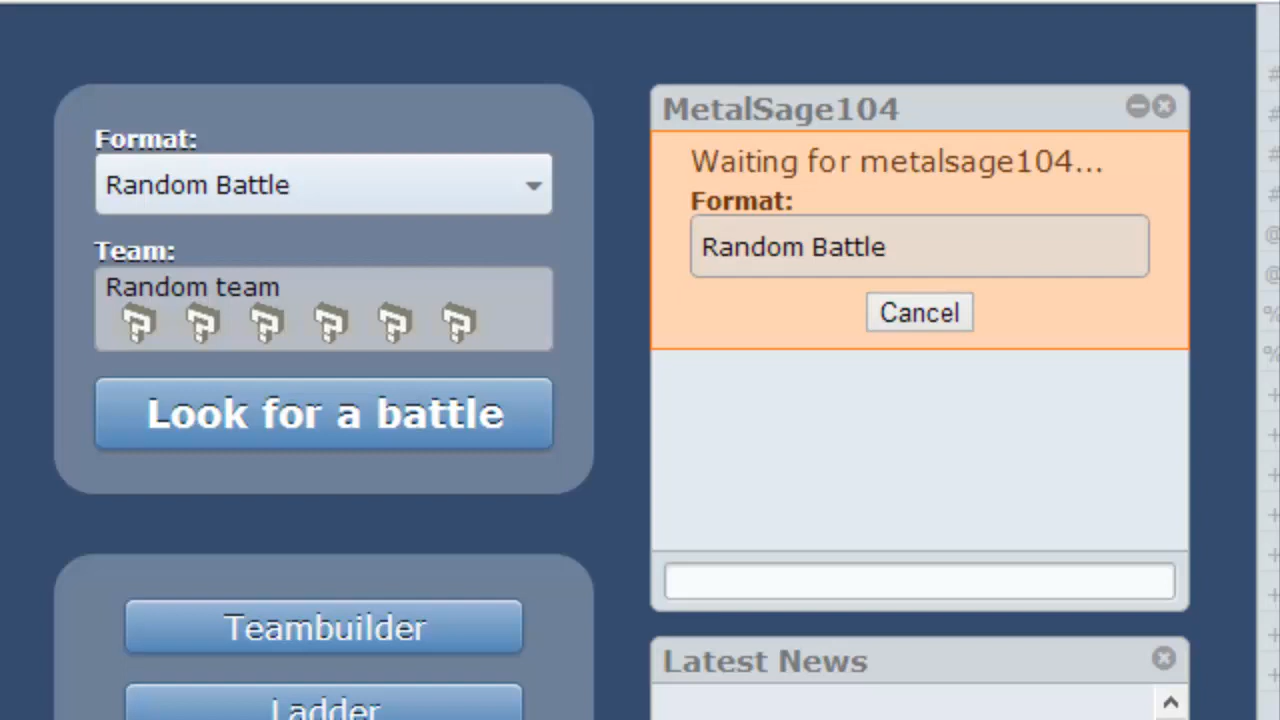 Format:
Random Battle
Team:
Random team
Look for a battle
Teambuilder
Ladder
MetalSage104
Waiting for metalsage104...
Format:
Random Battle
Cancel
Latest News
#
#
#
#
@
@
%
%
+
+
+
+
+
+
+
+